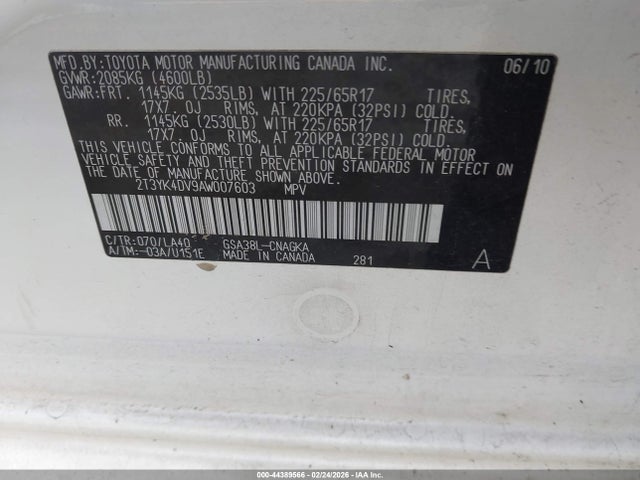 MFD.BY: TOYOTA MOTOR MANUFACTURING CANADA INC. 06/10
GVWR: 2085KG (4600LB)
GAWR: FRT. 1145KG (2535LB) WITH 225/65R17 TIRES,
17X7.0J RIMS, AT 220KPA (32PSI) COLD.
RR. 1145KG (2530LB) WITH 225/65R17 TIRES,
17X7.0J RIMS, AT 220KPA (32PSI) COLD.
THIS VEHICLE CONFORMS TO ALL APPLICABLE FEDERAL MOTOR
VEHICLE SAFETY AND THEFT PREVENTION STANDARDS IN EFFECT ON
THE DATE OF MANUFACTURE SHOWN ABOVE.
2T3YK4DV9AW007603 MPV
C/TR: 070/LA40 GSA38L-CNAGKA
A/TM: -03A/U151E MADE IN CANADA 281 A
000-44389566 - 02/24/2026 - IAA Inc.